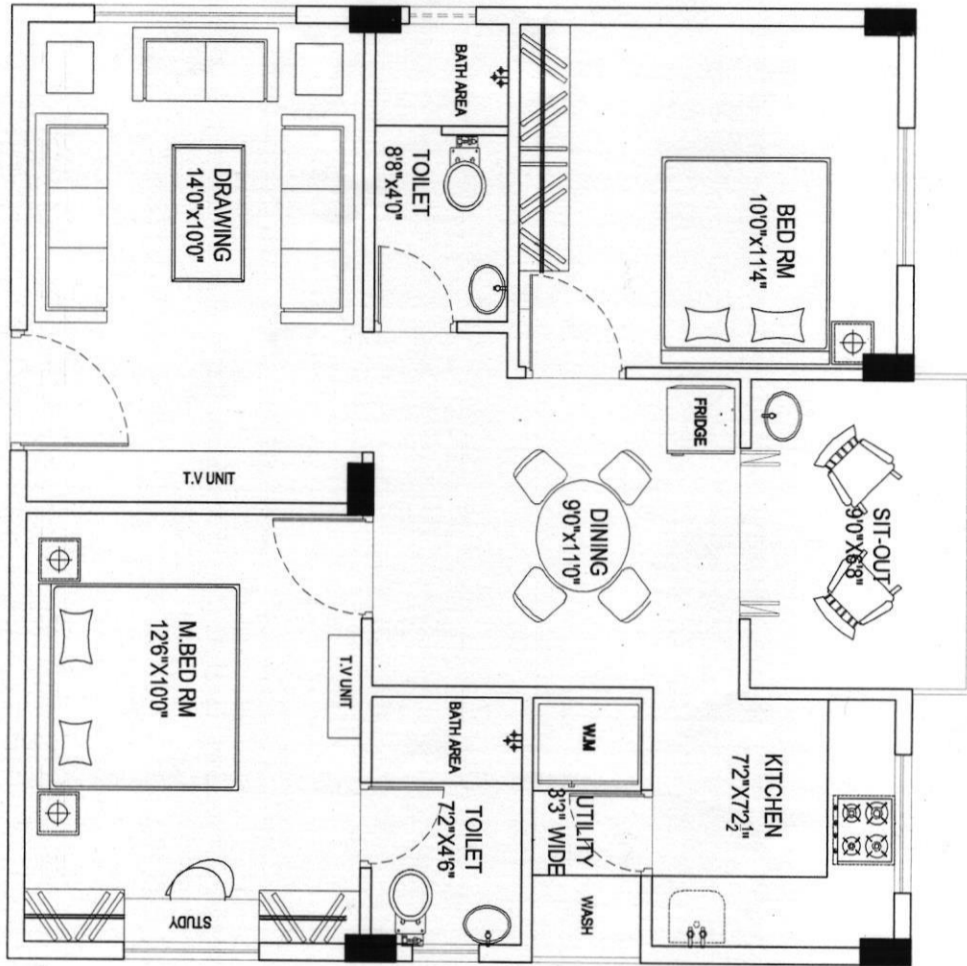 BATH AREA
TOILET
8'8"x4'0"
DRAWING
14'0"x10'0"
BED RM
10'0"x11'4"
FRIDGE
T.V UNIT
DINING
9'0"x11'0"
SIT-OUT
9'0"X6'8"
M.BED RM
12'6"X10'0"
T.V UNIT
BATH AREA
W.M
KITCHEN
7'2"X7'2½"
TOILET
7'2"X4'6"
UTILITY
3'3" WIDE
WASH
STUDY